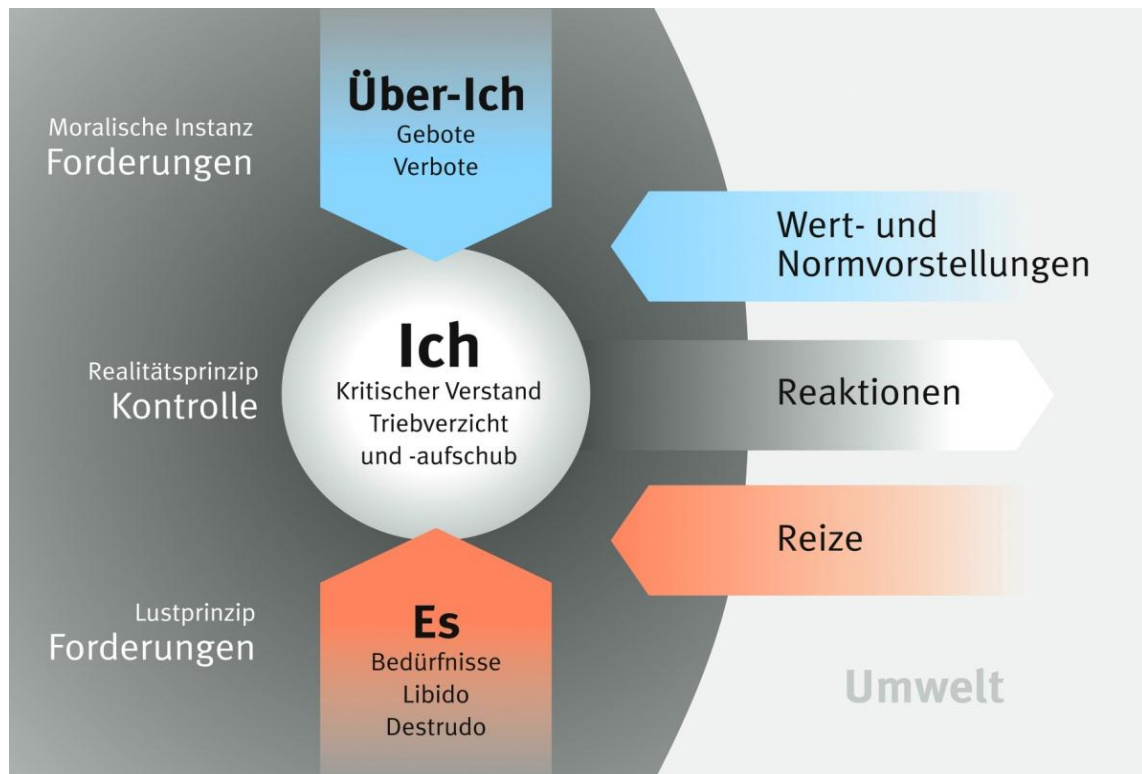 Über-Ich
Gebote
Verbote
Moralische Instanz
Forderungen
Wert- und
Normvorstellungen
Ich
Kritischer Verstand
Triebverzicht
und -aufschub
Realitätsprinzip
Kontrolle
Reaktionen
Reize
Es
Bedürfnisse
Libido
Destrudo
Lustprinzip
Forderungen
Umwelt